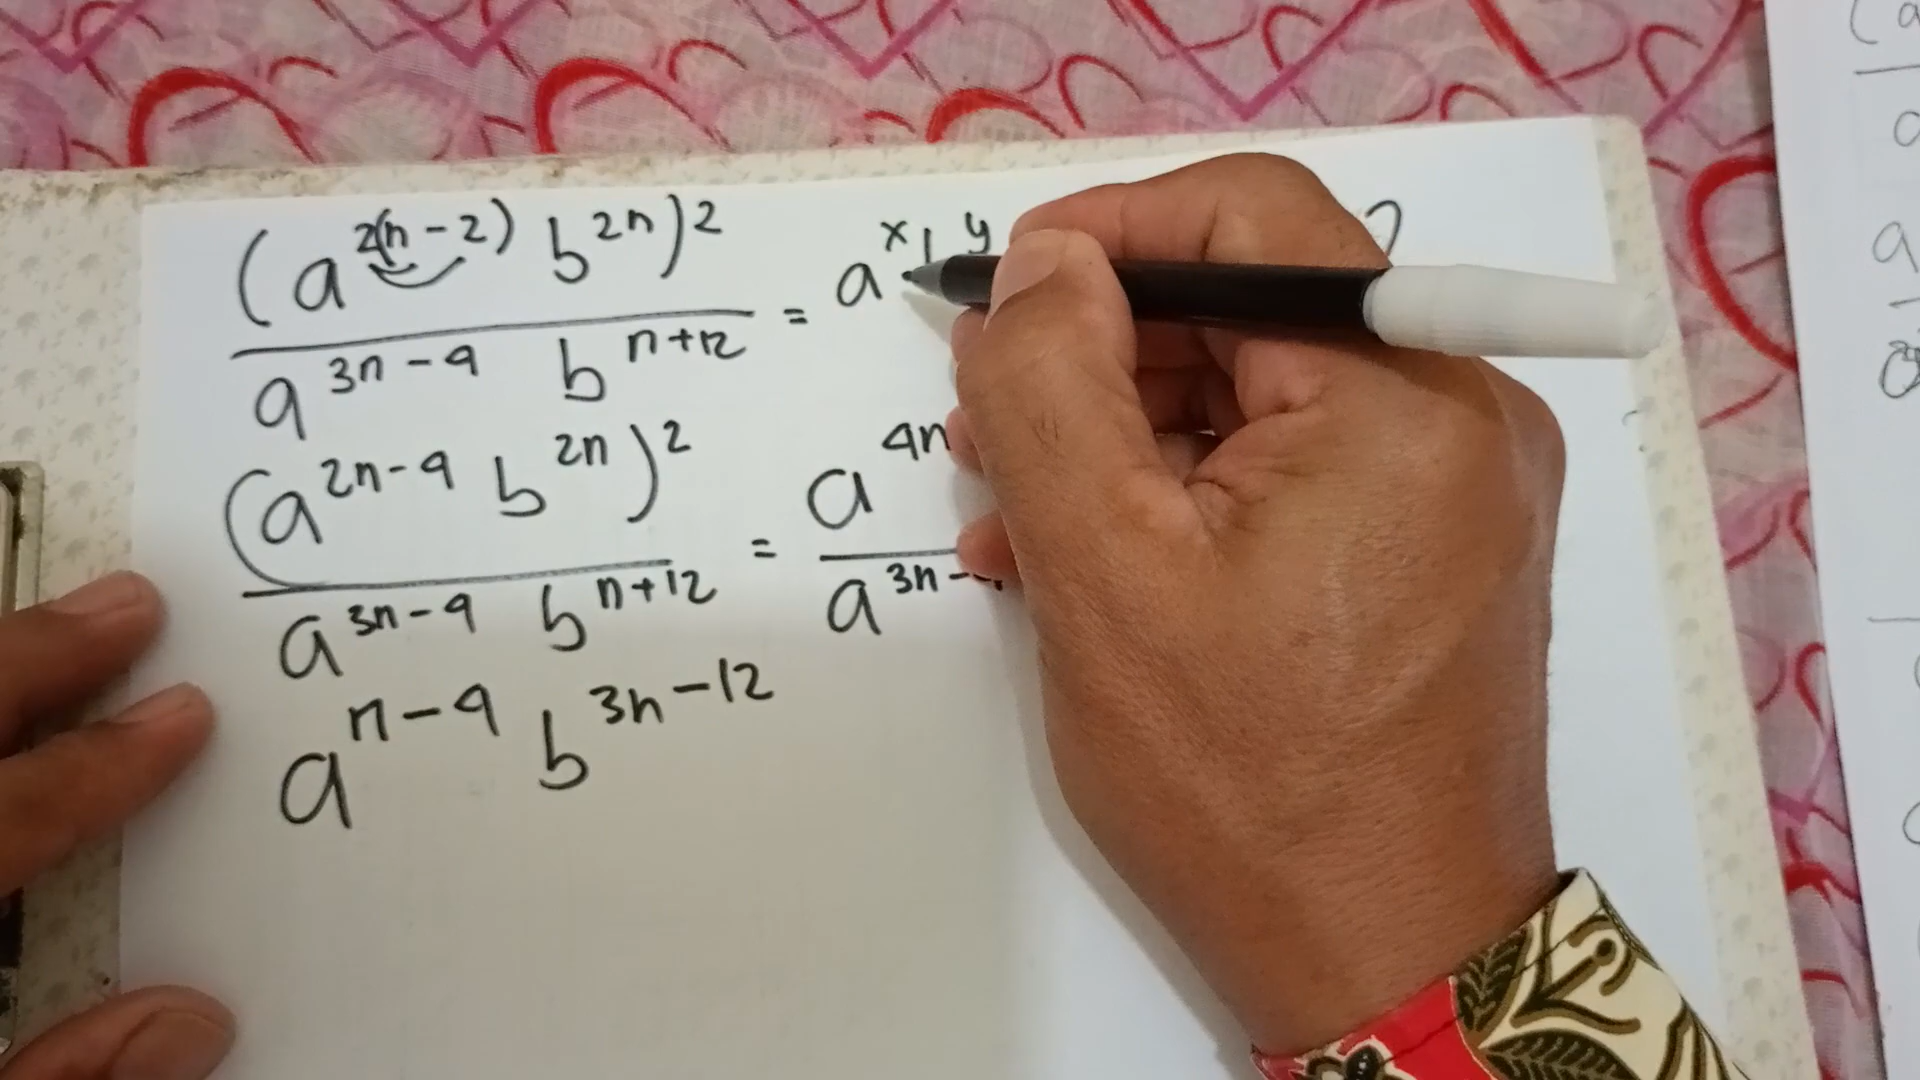 (a^{2(n-2)} b^{2n})^2 / a^{3n-4} b^{n+12} = a^x b^y ?
(a^{2n-4} b^{2n})^2 / a^{3n-4} b^{n+12} = a^{4n} / a^{3n-
a^{n-4} b^{3n-12}